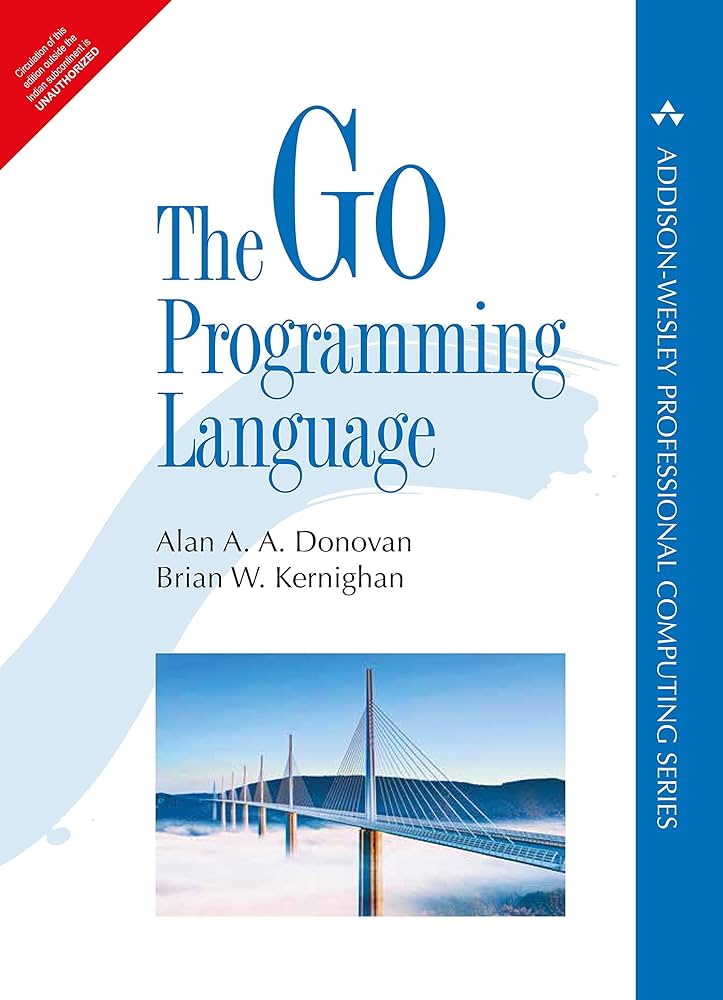 Circulation of this
edition outside the
Indian subcontinent is
UNAUTHORIZED
The Go
Programming
Language
Alan A. A. Donovan
Brian W. Kernighan
ADDISON-WESLEY PROFESSIONAL COMPUTING SERIES